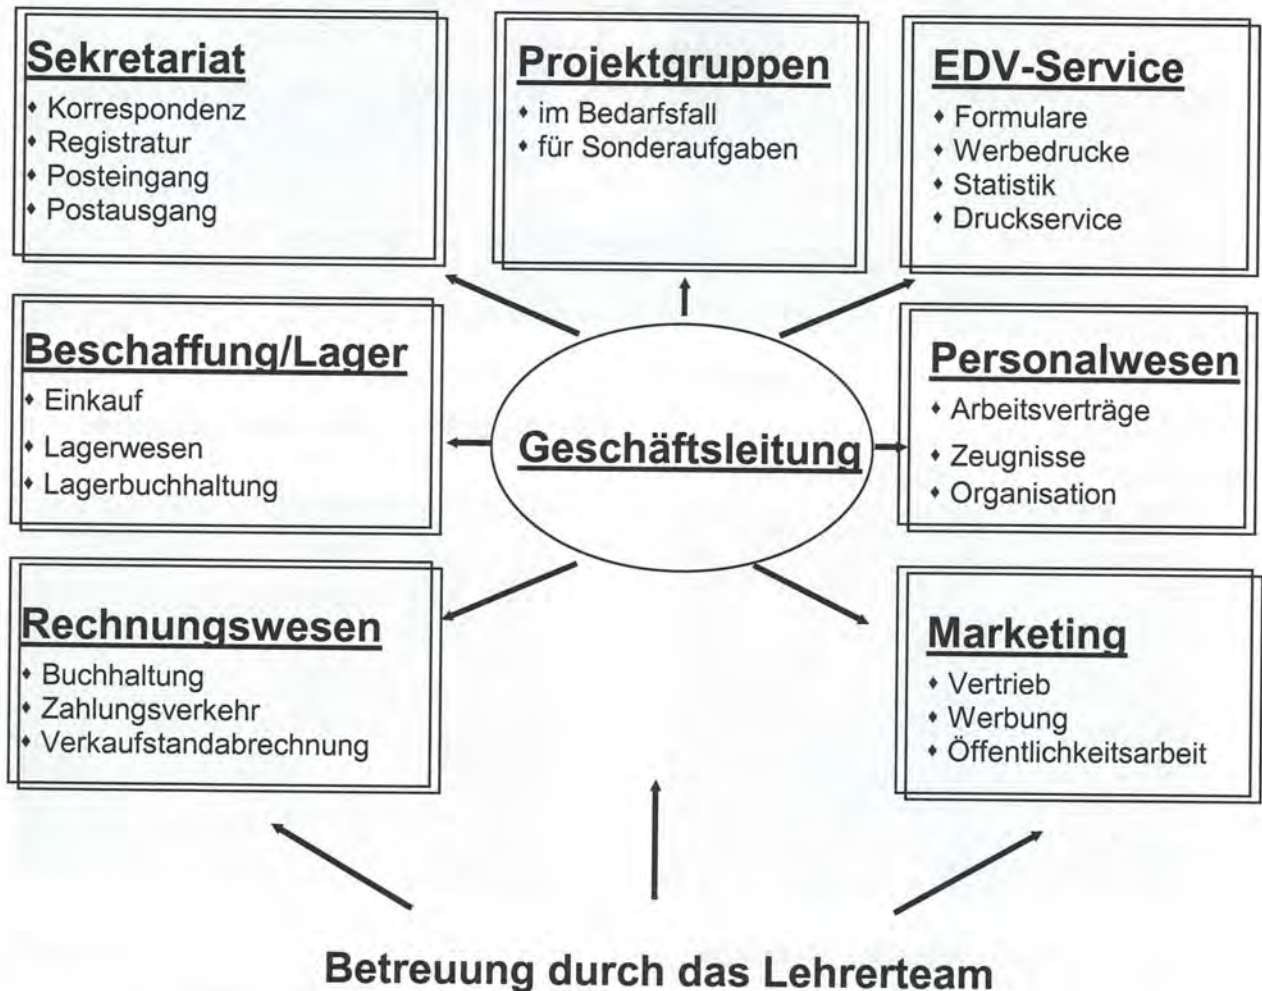 Sekretariat
♦ Korrespondenz
♦ Registratur
♦ Posteingang
♦ Postausgang
Projektgruppen
♦ im Bedarfsfall
♦ für Sonderaufgaben
EDV-Service
♦ Formulare
♦ Werbedrucke
♦ Statistik
♦ Druckservice
Beschaffung/Lager
♦ Einkauf
♦ Lagerwesen
♦ Lagerbuchhaltung
Geschäftsleitung
Personalwesen
♦ Arbeitsverträge
♦ Zeugnisse
♦ Organisation
Rechnungswesen
♦ Buchhaltung
♦ Zahlungsverkehr
♦ Verkaufstandabrechnung
Marketing
♦ Vertrieb
♦ Werbung
♦ Öffentlichkeitsarbeit
Betreuung durch das Lehrerteam